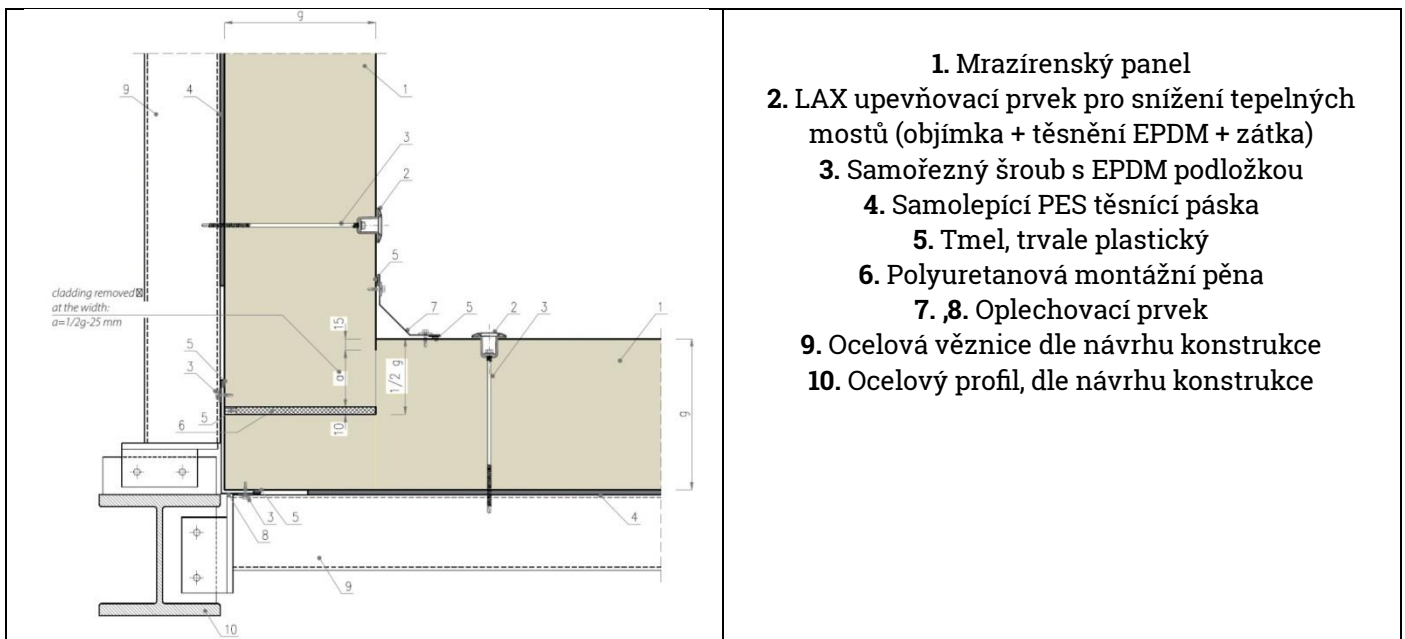 g
9
4
1
3
2
5
cladding removed
at the width:
a=1/2g-25 mm
7
5
2
3
1
15
a
1/2 g
g
5
3
5
6
10
3
5
8
4
9
10
1. Mrazírenský panel
2. LAX upevňovací prvek pro snížení tepelných
mostů (objímka + těsnění EPDM + zátka)
3. Samořezný šroub s EPDM podložkou
4. Samolepící PES těsnící páska
5. Tmel, trvale plastický
6. Polyuretanová montážní pěna
7. ,8. Oplechovací prvek
9. Ocelová věznice dle návrhu konstrukce
10. Ocelový profil, dle návrhu konstrukce